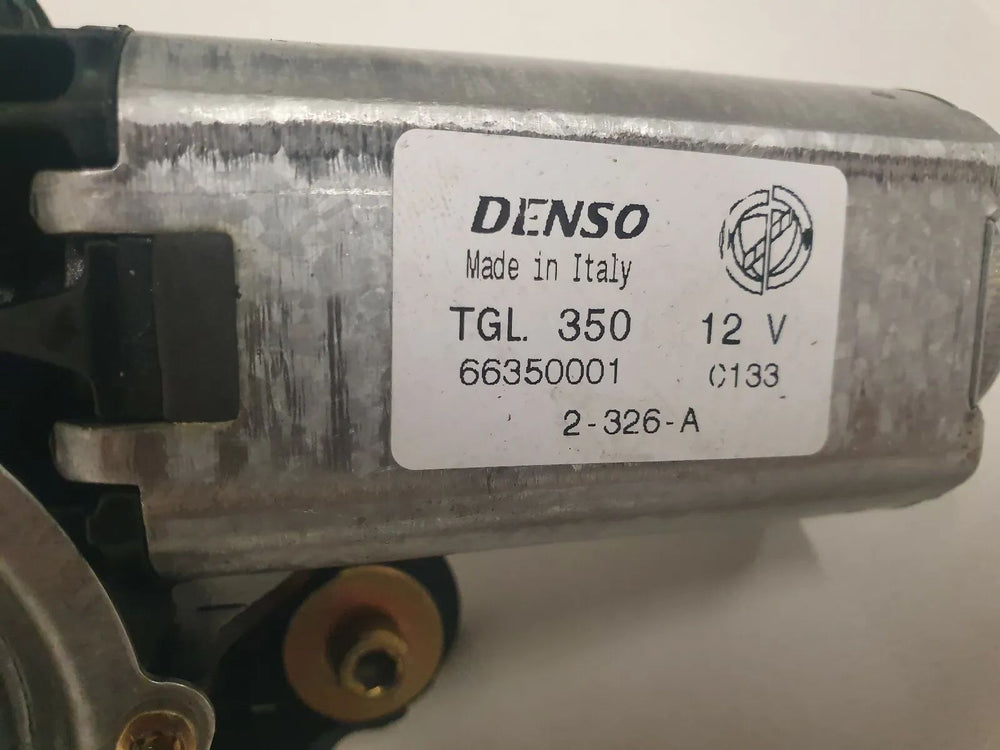 DENSO
Made in Italy
TGL. 350 12 V
66350001 C133
2-326-A